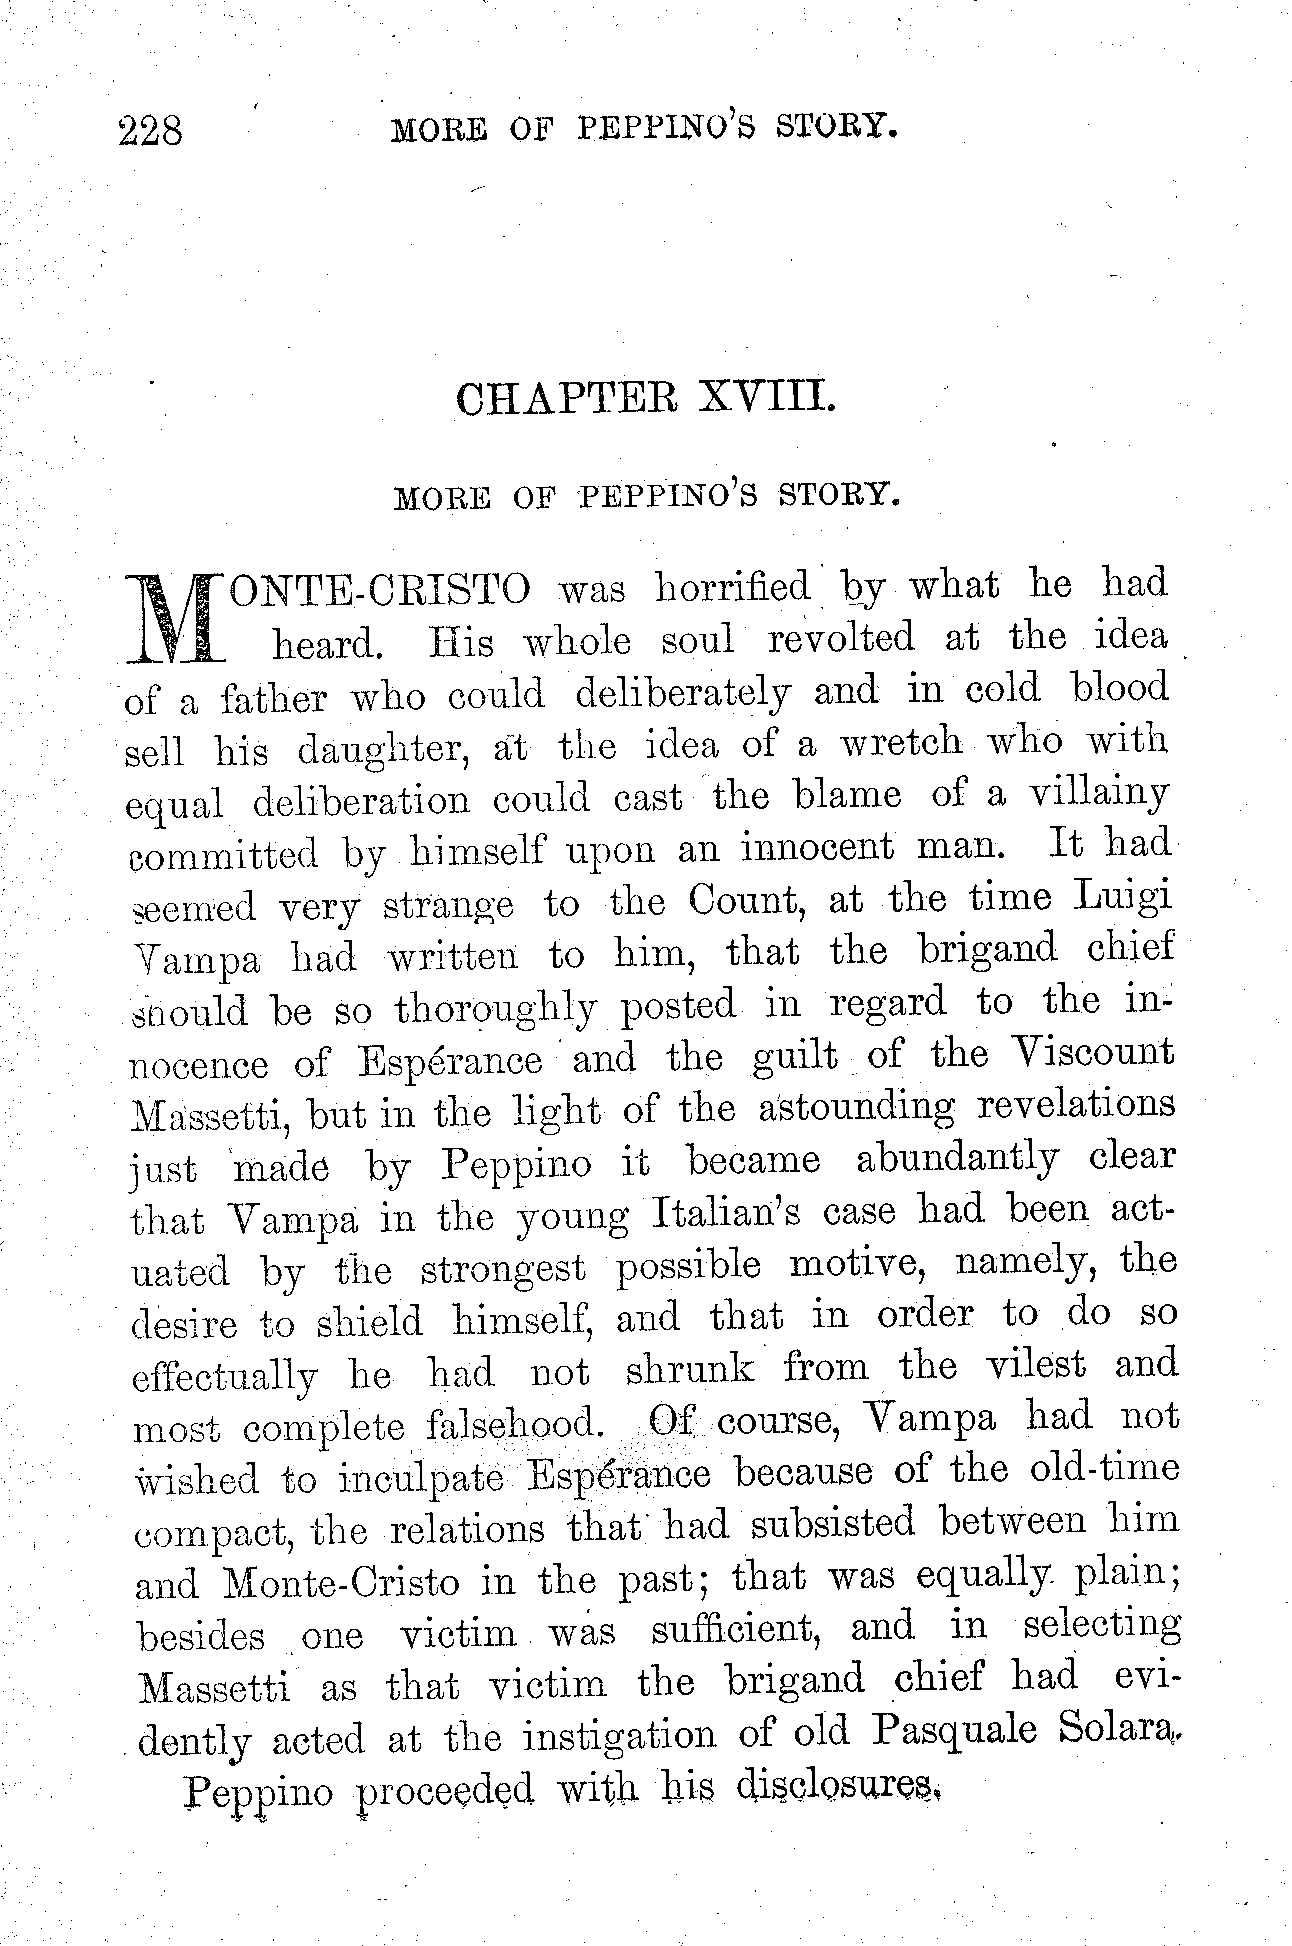 228 MORE OF PEPPINO'S STORY.
CHAPTER XVIII.
MORE OF PEPPINO'S STORY.
MONTE-CRISTO was horrified by what he had
heard. His whole soul revolted at the idea
of a father who could deliberately and in cold blood
sell his daughter, at the idea of a wretch who with
equal deliberation could cast the blame of a villainy
committed by himself upon an innocent man. It had
seemed very strange to the Count, at the time Luigi
Vampa had written to him, that the brigand chief
should be so thoroughly posted in regard to the in-
nocence of Espérance and the guilt of the Viscount
Massetti, but in the light of the astounding revelations
just made by Peppino it became abundantly clear
that Vampa in the young Italian's case had been act-
uated by the strongest possible motive, namely, the
desire to shield himself, and that in order to do so
effectually he had not shrunk from the vilest and
most complete falsehood. Of course, Vampa had not
wished to inculpate Espérance because of the old-time
compact, the relations that had subsisted between him
and Monte-Cristo in the past; that was equally plain;
besides one victim was sufficient, and in selecting
Massetti as that victim the brigand chief had evi-
dently acted at the instigation of old Pasquale Solara.
Peppino proceeded with his disclosures.